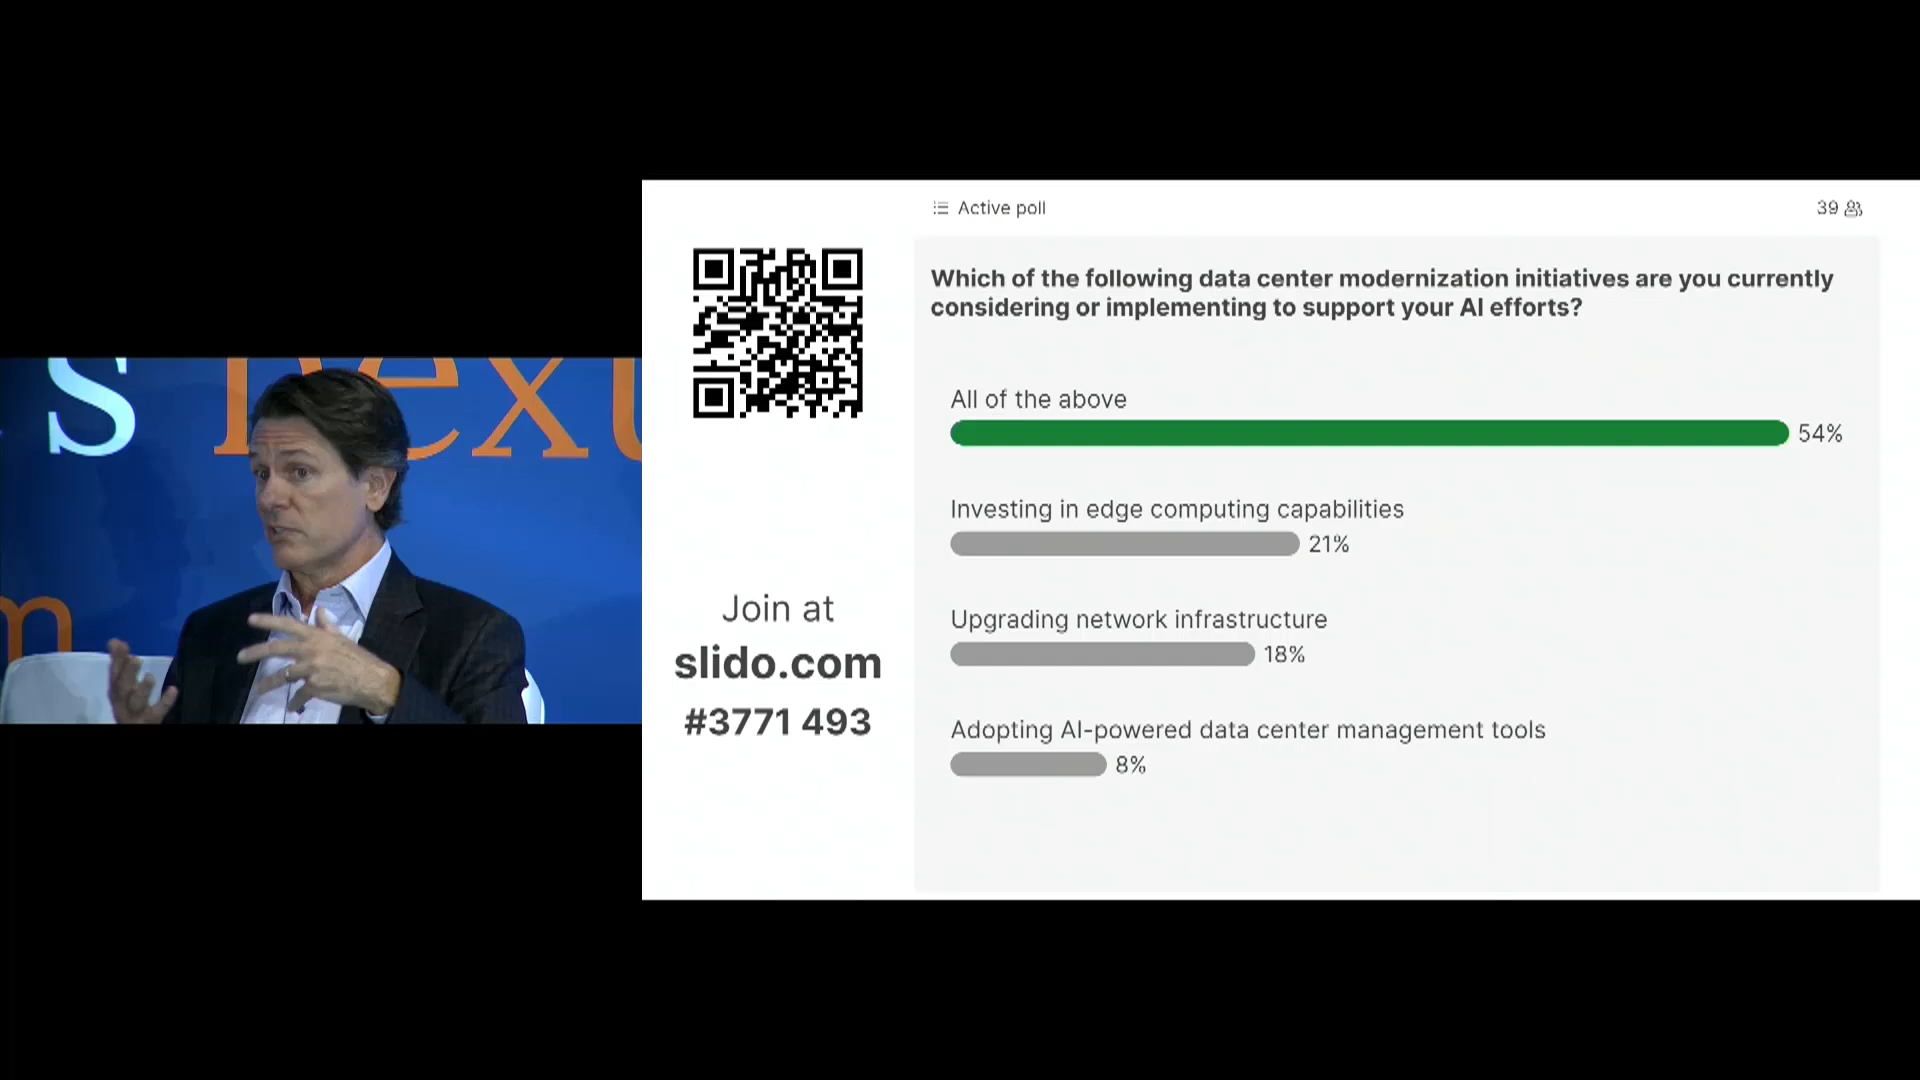 s next
m
Active poll
39
Which of the following data center modernization initiatives are you currently
considering or implementing to support your AI efforts?
All of the above
54%
Investing in edge computing capabilities
21%
Upgrading network infrastructure
18%
Adopting AI-powered data center management tools
8%
Join at
slido.com
#3771 493